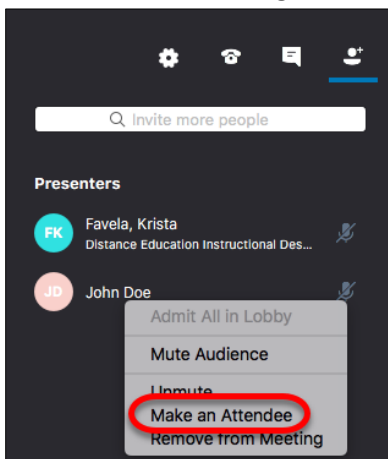 Invite more people
Presenters
FK
Favela, Krista
Distance Education Instructional Des...
JD
John Doe
Admit All in Lobby
Mute Audience
Unmute
Make an Attendee
Remove from Meeting